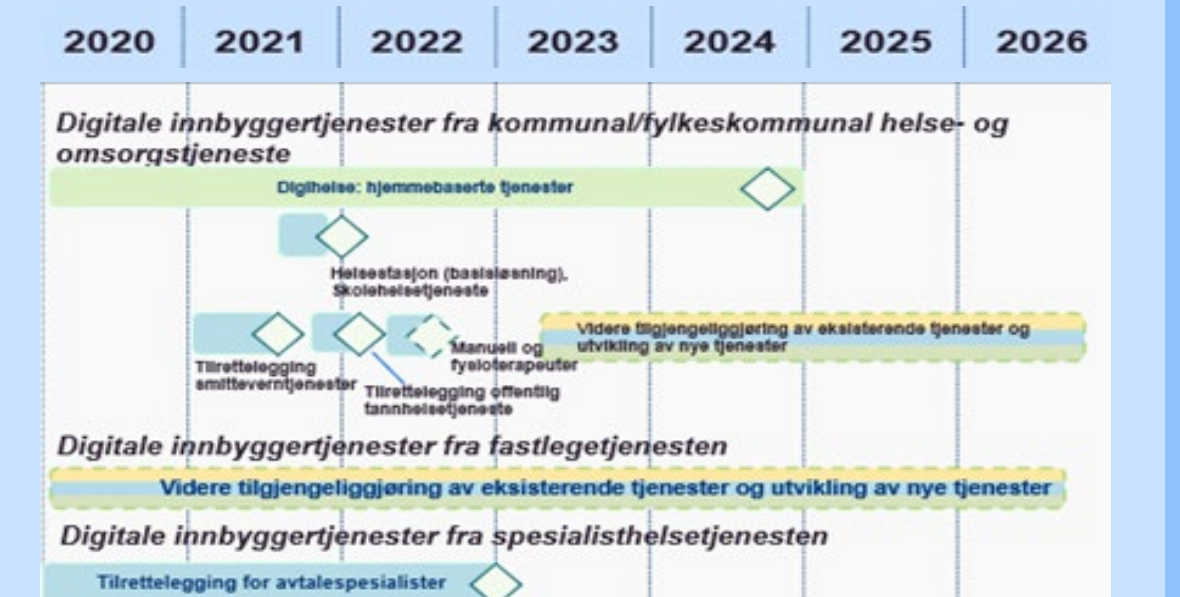 2020 2021 2022 2023 2024 2025 2026
Digitale innbyggertjenester fra kommunal/fylkeskommunal helse- og
omsorgstjeneste
Digihelse: hjemmebaserte tjenester
Helsestasjon (basisløsning),
Skolehelsetjeneste
Videre tilgjengeliggjøring av eksisterende tjenester og
utvikling av nye tjenester
Manuell og
fysioterapeuter
Tilrettelegging
smitteverntjenester
Tilrettelegging offentlig
tannhelsetjeneste
Digitale innbyggertjenester fra fastlegetjenesten
Videre tilgjengeliggjøring av eksisterende tjenester og utvikling av nye tjenester
Digitale innbyggertjenester fra spesialisthelsetjenesten
Tilrettelegging for avtalespesialister